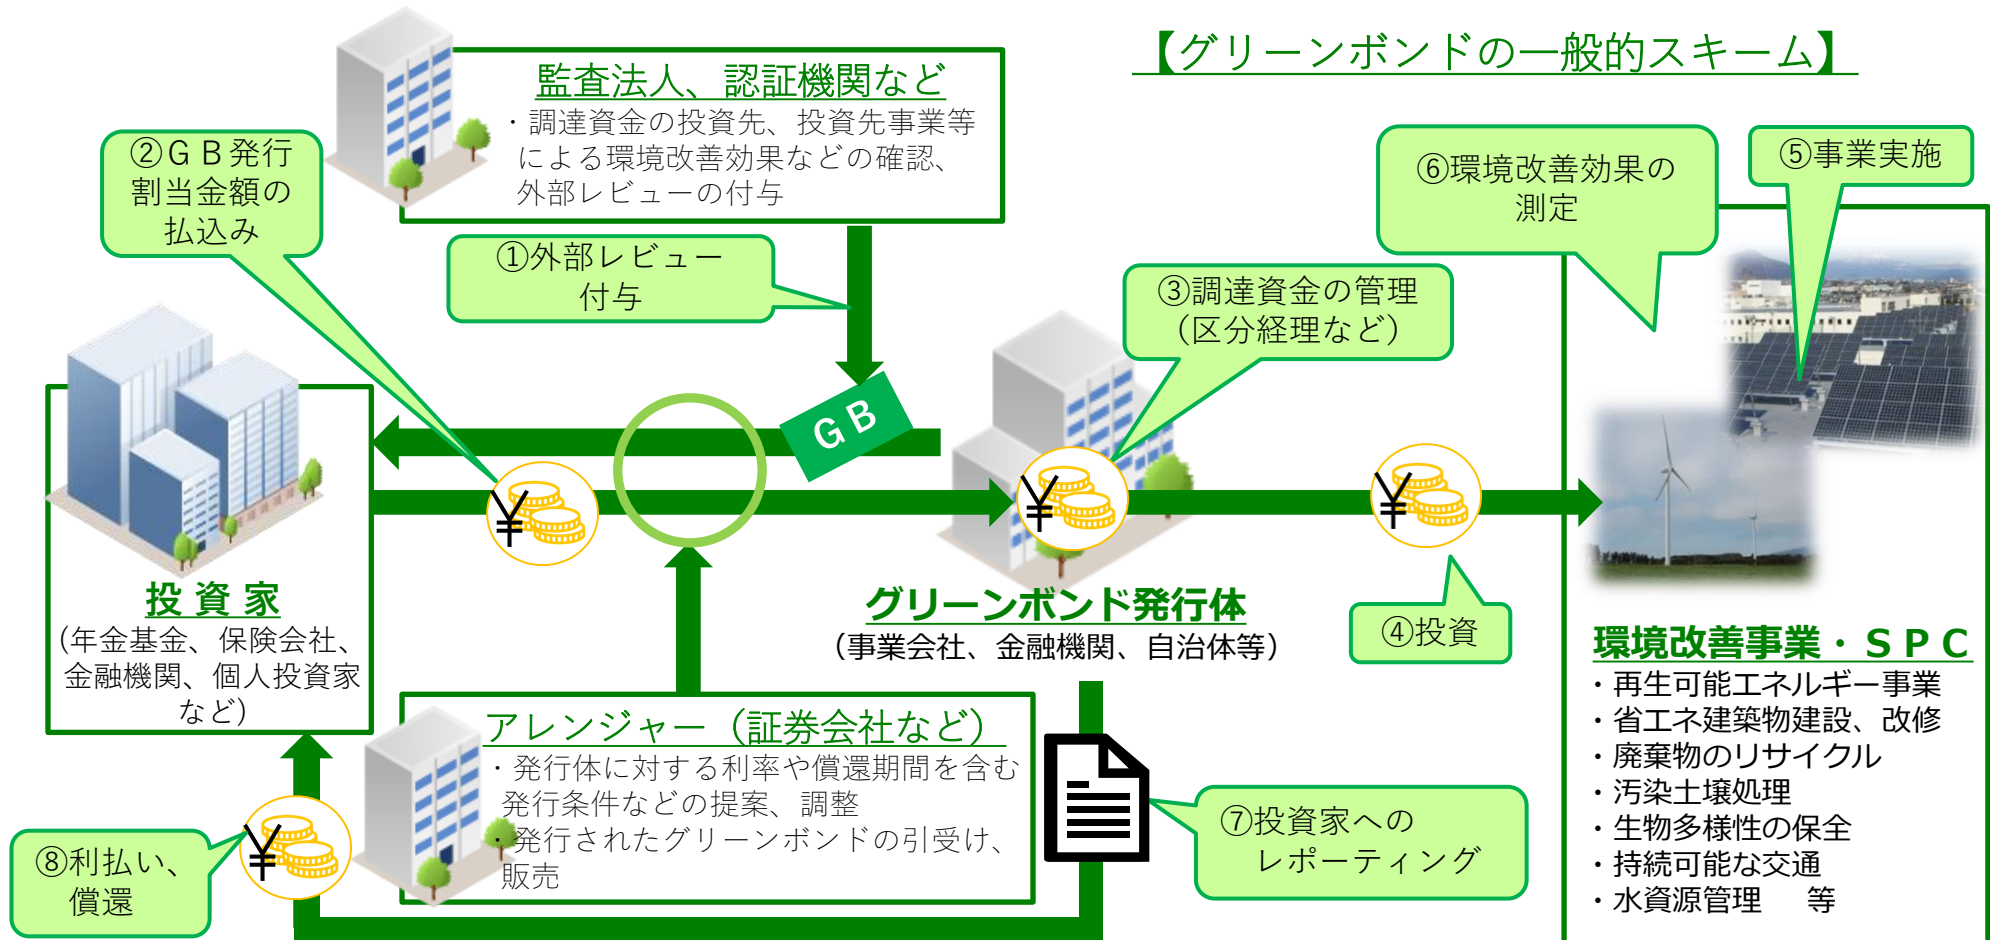 【グリーンボンドの一般的スキーム】
監査法人、認証機関など
・調達資金の投資先、投資先事業等
による環境改善効果などの確認、
外部レビューの付与
②ＧＢ発行
割当金額の
払込み
①外部レビュー
付与
③調達資金の管理
（区分経理など）
⑥環境改善効果の
測定
⑤事業実施
ＧＢ
¥
¥
¥
投資家
(年金基金、保険会社、
金融機関、個人投資家
など)
グリーンボンド発行体
（事業会社、金融機関、自治体等）
④投資
環境改善事業・ＳＰＣ
・再生可能エネルギー事業
・省エネ建築物建設、改修
・廃棄物のリサイクル
・汚染土壌処理
・生物多様性の保全
・持続可能な交通
・水資源管理　等
アレンジャー（証券会社など）
・発行体に対する利率や償還期間を含む
発行条件などの提案、調整
・発行されたグリーンボンドの引受け、
販売
⑦投資家への
レポーティング
¥
⑧利払い、
償還